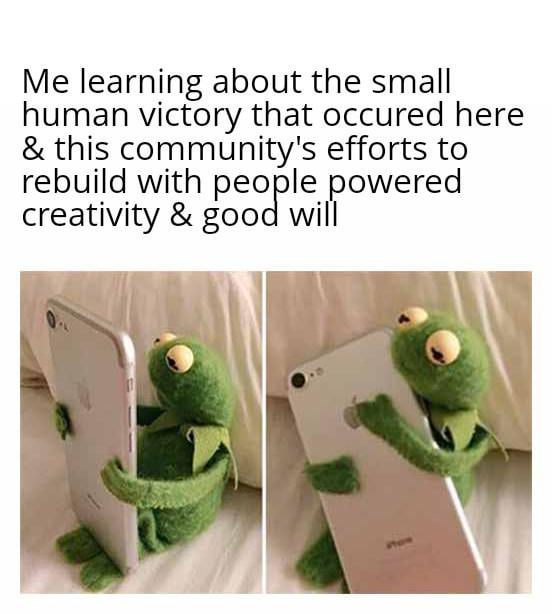 Me learning about the small
human victory that occured here
& this community's efforts to
rebuild with people powered
creativity & good will
iPhone